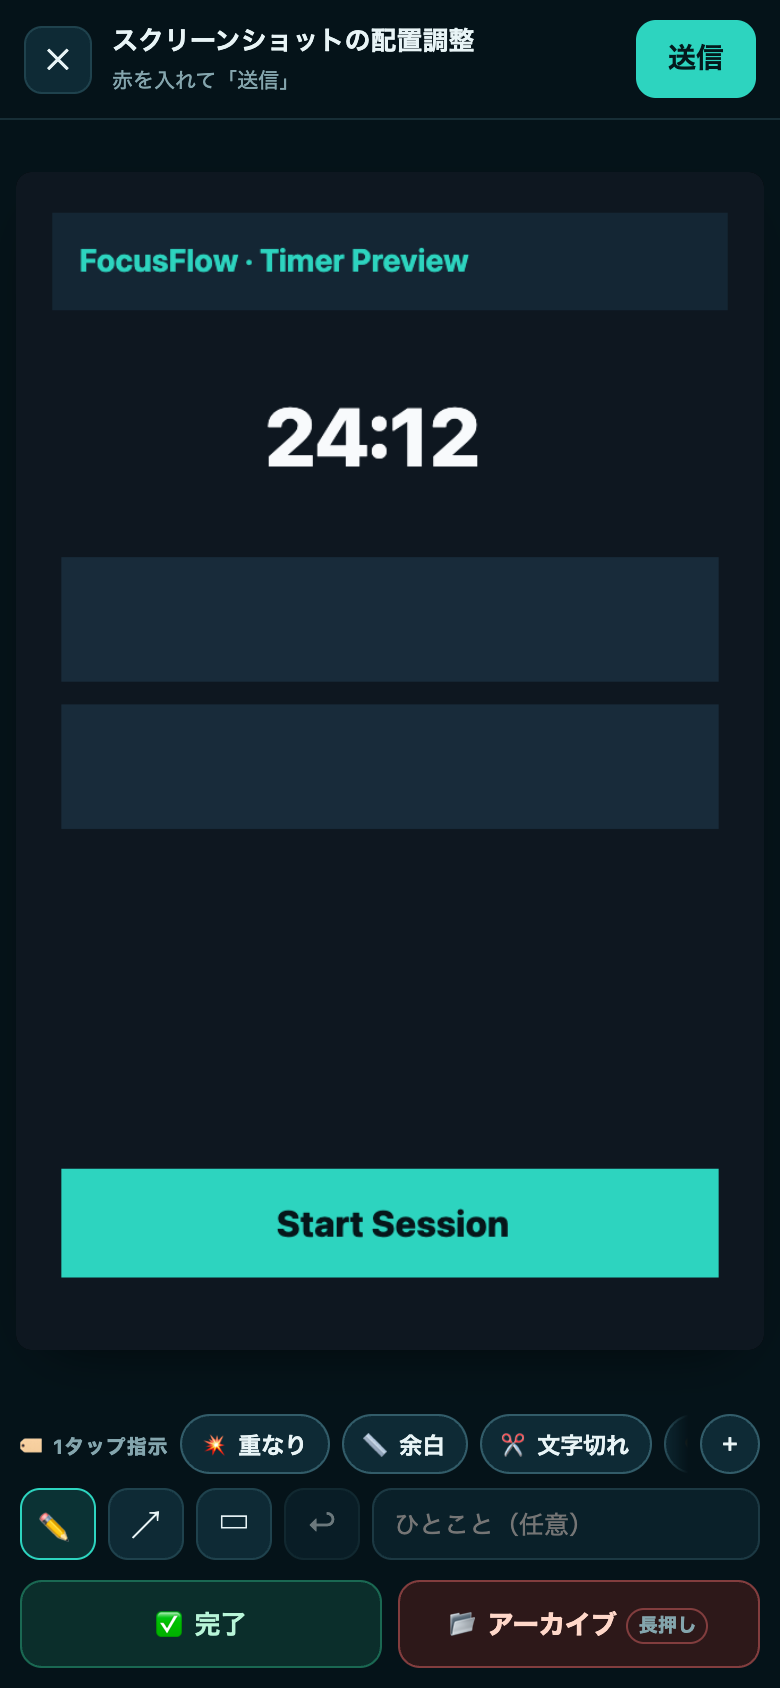 スクリーンショットの配置調整
赤を入れて「送信」
送信
FocusFlow · Timer Preview
24:12
Start Session
1タップ指示
重なり
余白
文字切れ
+
ひとこと（任意）
完了
アーカイブ
長押し